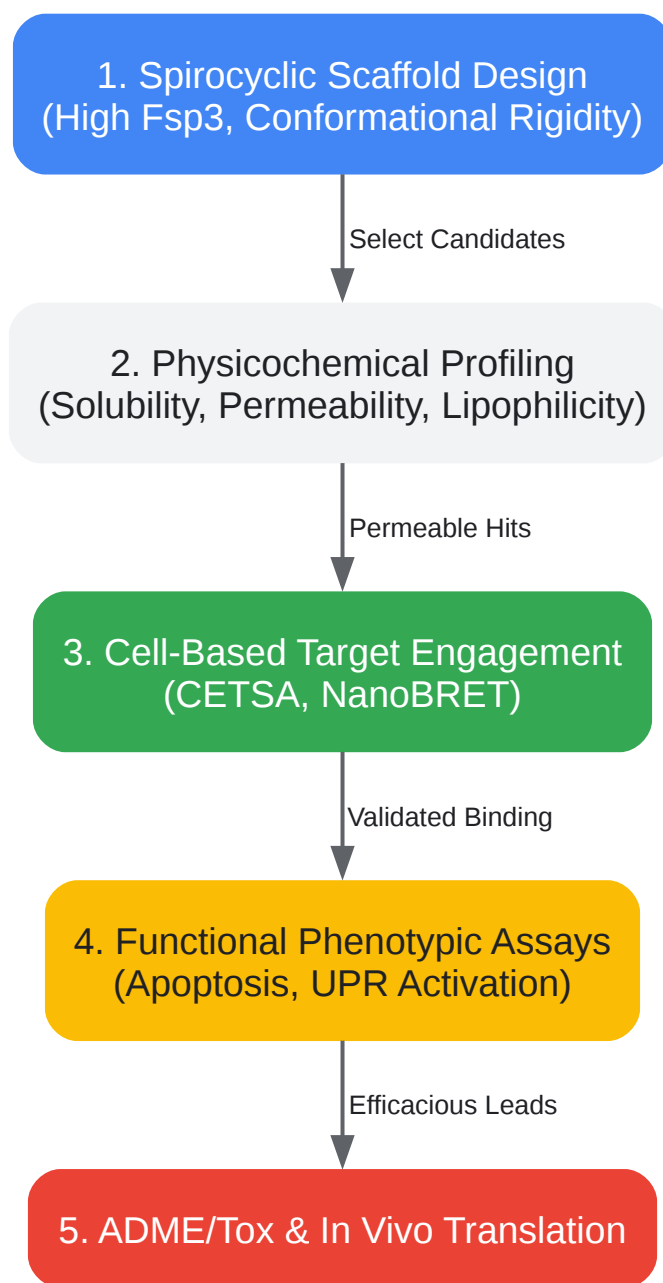 1. Spirocyclic Scaffold Design
(High Fsp3, Conformational Rigidity)
Select Candidates
2. Physicochemical Profiling
(Solubility, Permeability, Lipophilicity)
Permeable Hits
3. Cell-Based Target Engagement
(CETSA, NanoBRET)
Validated Binding
4. Functional Phenotypic Assays
(Apoptosis, UPR Activation)
Efficacious Leads
5. ADME/Tox & In Vivo Translation